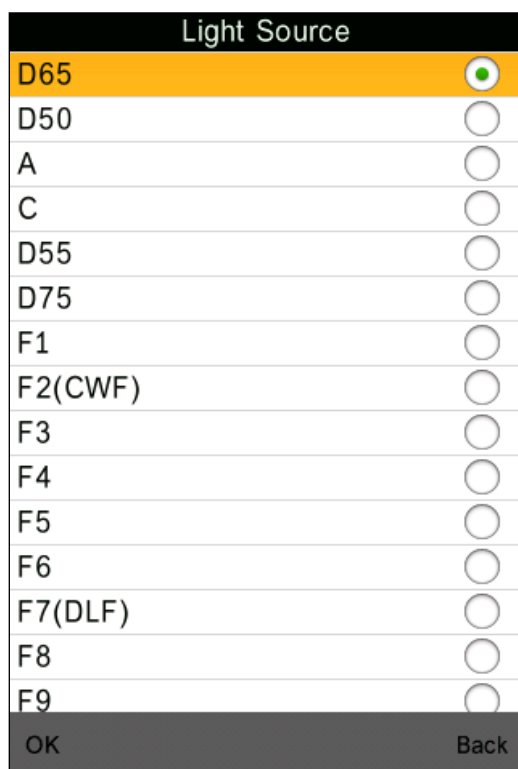 Light Source
D65
D50
A
C
D55
D75
F1
F2(CWF)
F3
F4
F5
F6
F7(DLF)
F8
F9
OK Back